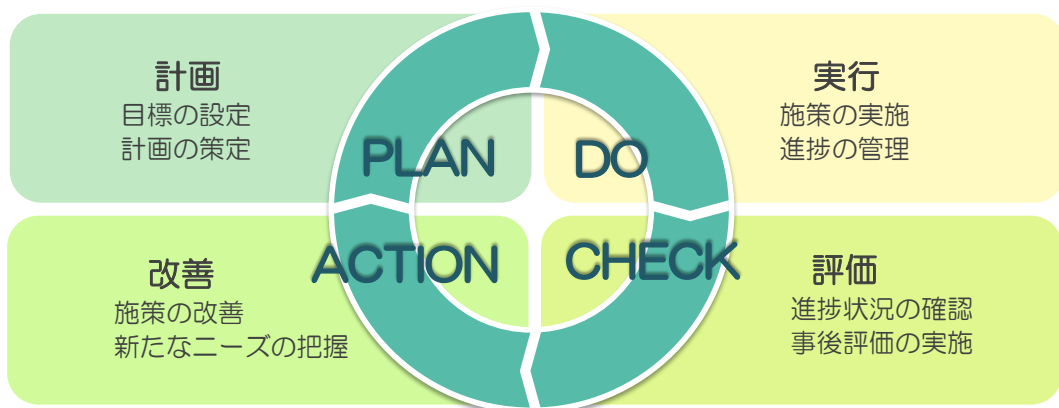 計画
目標の設定
計画の策定
PLAN
実行
施策の実施
進捗の管理
DO
改善
施策の改善
新たなニーズの把握
ACTION
評価
進捗状況の確認
事後評価の実施
CHECK